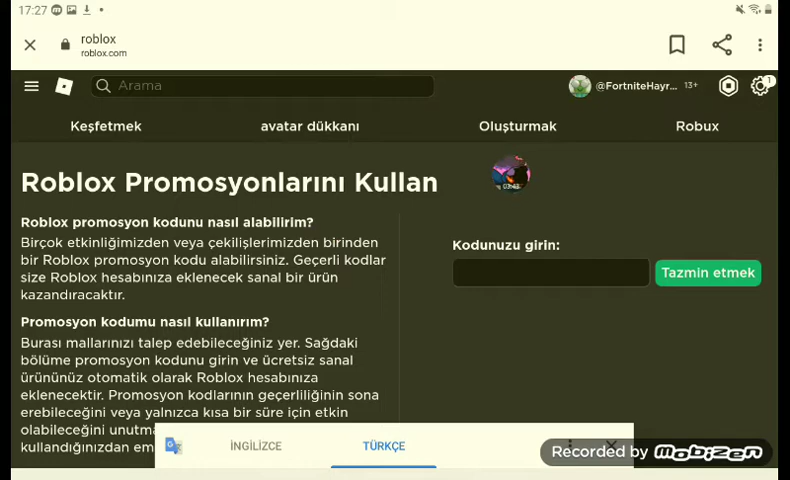 17:27
roblox
roblox.com
Arama
@FortniteHayr... 13+
1
Keşfetmek avatar dükkanı Oluşturmak Robux
Roblox Promosyonlarını Kullan
03:43
Roblox promosyon kodunu nasıl alabilirim?
Birçok etkinliğimizden veya çekilişlerimizden birinden
bir Roblox promosyon kodu alabilirsiniz. Geçerli kodlar
size Roblox hesabınıza eklenecek sanal bir ürün
kazandıracaktır.
Promosyon kodumu nasıl kullanırım?
Burası mallarınızı talep edebileceğiniz yer. Sağdaki
bölüme promosyon kodunu girin ve ücretsiz sanal
ürününüz otomatik olarak Roblox hesabınıza
eklenecektir. Promosyon kodlarının geçerliliğinin sona
erebileceğini veya yalnızca kısa bir süre için etkin
olabileceğini unutma
kullandığınızdan em
Kodunuzu girin:
Tazmin etmek
İNGİLİZCE TÜRKÇE
Recorded by mobizen